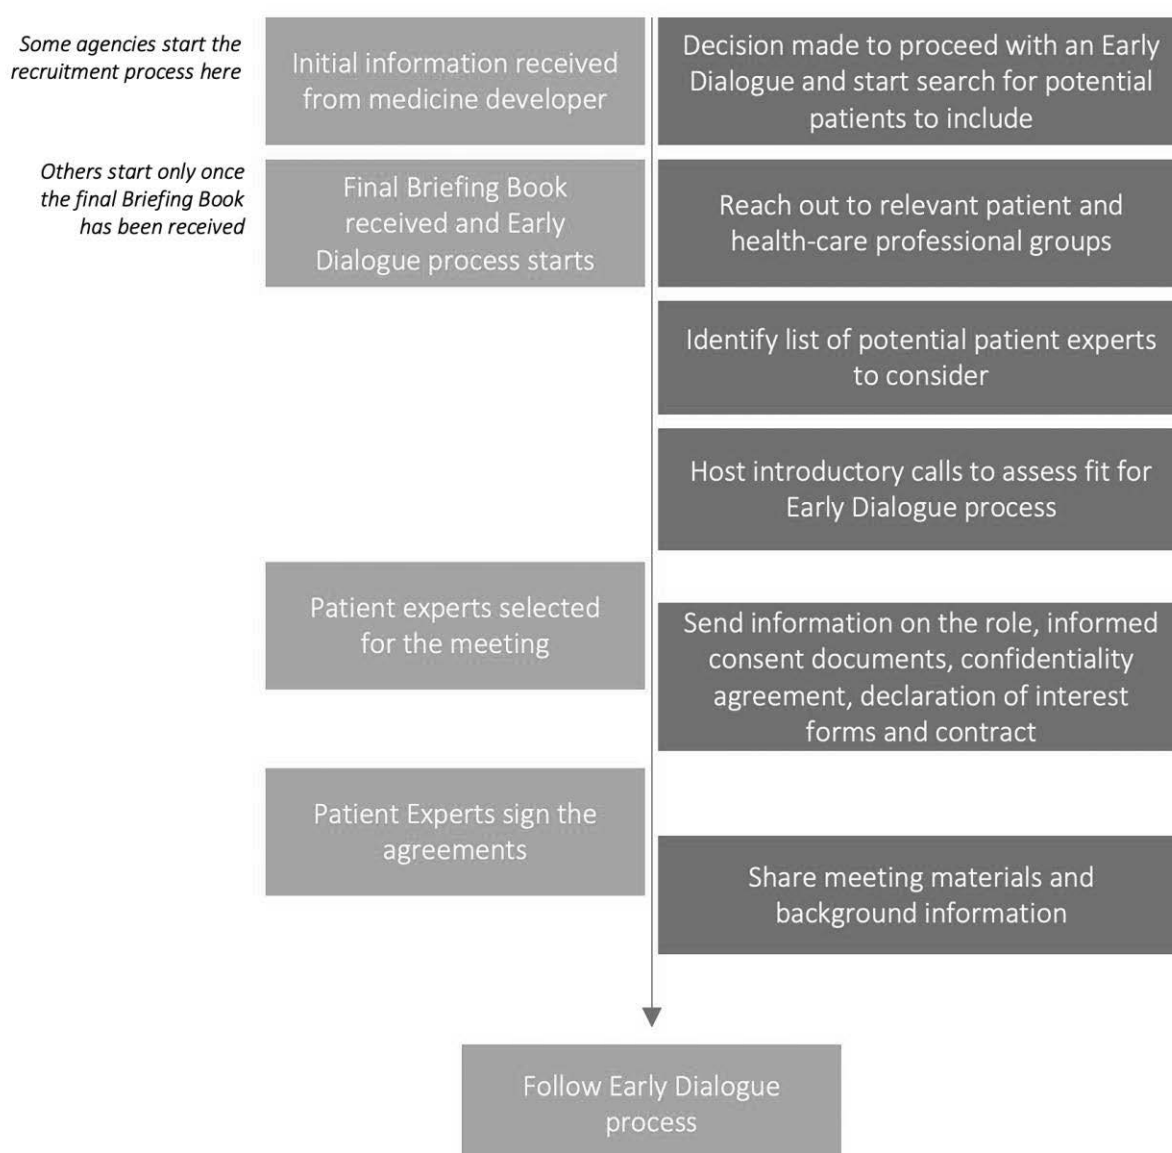 Some agencies start the
recruitment process here
Initial information received
from medicine developer
Decision made to proceed with an Early
Dialogue and start search for potential
patients to include
Others start only once
the final Briefing Book
has been received
Final Briefing Book
received and Early
Dialogue process starts
Reach out to relevant patient and
health-care professional groups
Identify list of potential patient experts
to consider
Host introductory calls to assess fit for
Early Dialogue process
Patient experts selected
for the meeting
Send information on the role, informed
consent documents, confidentiality
agreement, declaration of interest
forms and contract
Patient Experts sign the
agreements
Share meeting materials and
background information
Follow Early Dialogue
process